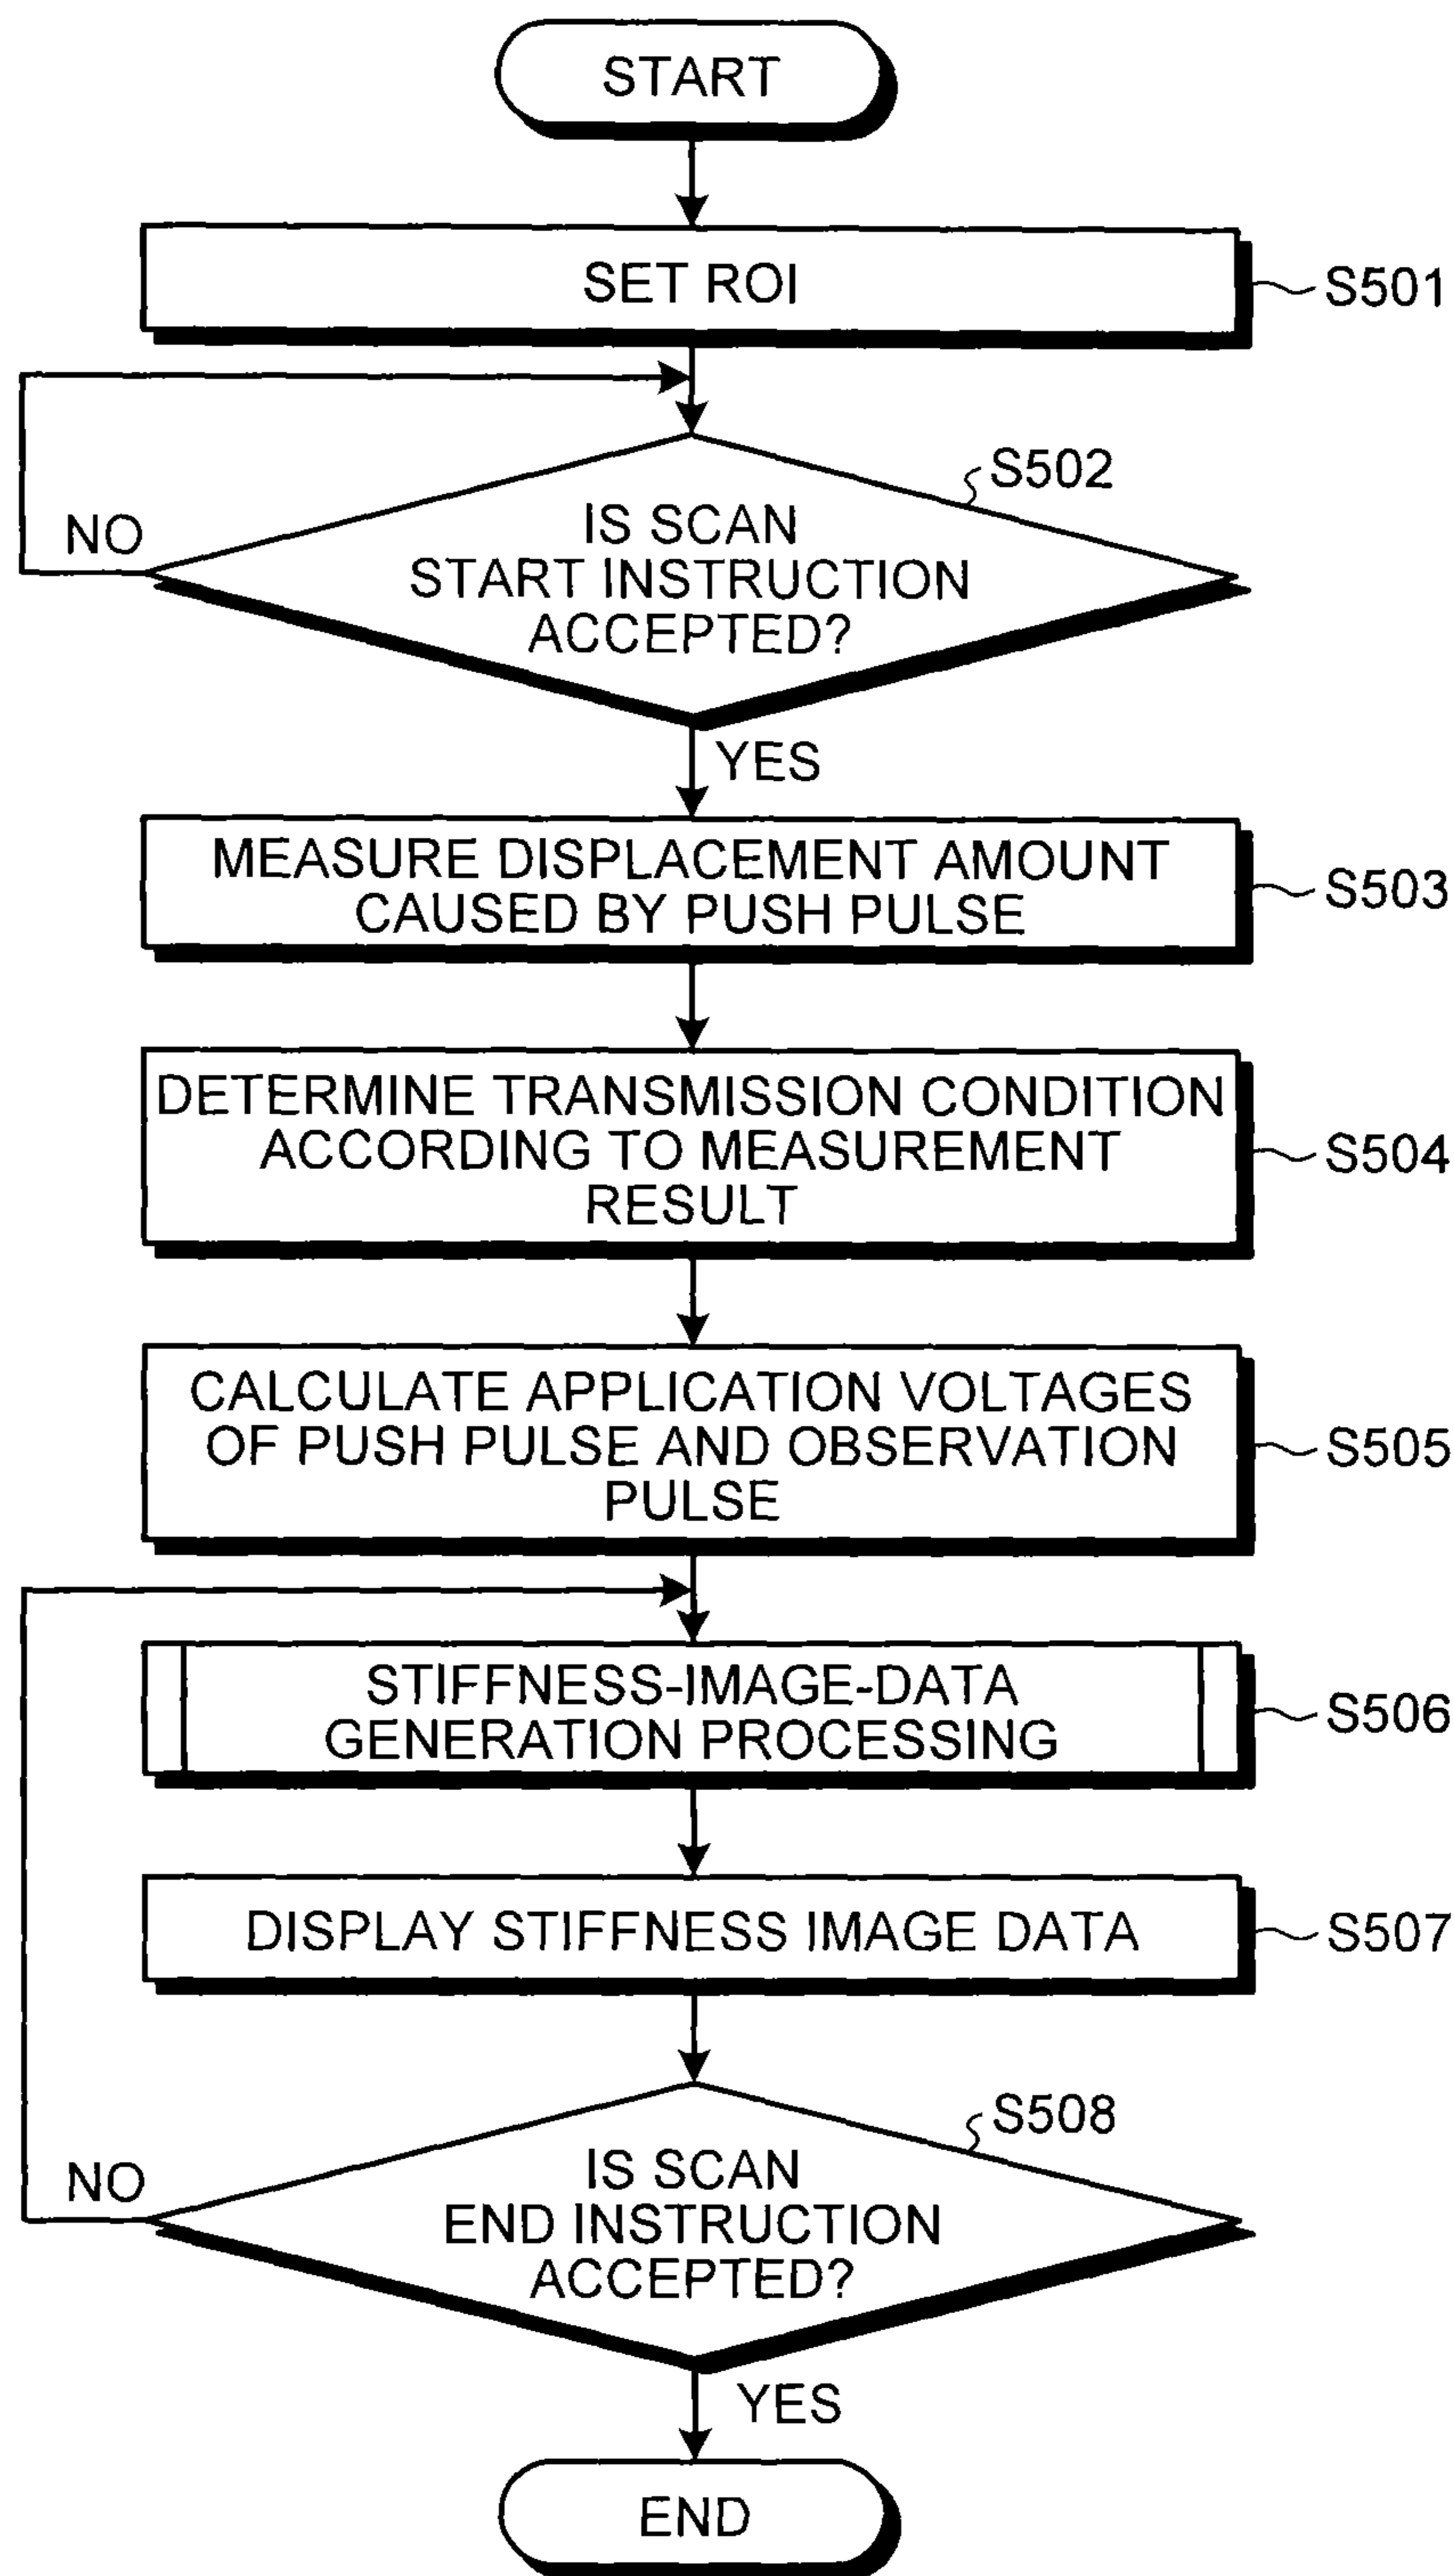 START
SET ROI
S501
S502
NO
IS SCAN
START INSTRUCTION
ACCEPTED?
YES
MEASURE DISPLACEMENT AMOUNT
CAUSED BY PUSH PULSE
S503
DETERMINE TRANSMISSION CONDITION
ACCORDING TO MEASUREMENT
RESULT
S504
CALCULATE APPLICATION VOLTAGES
OF PUSH PULSE AND OBSERVATION
PULSE
S505
STIFFNESS-IMAGE-DATA
GENERATION PROCESSING
S506
DISPLAY STIFFNESS IMAGE DATA
S507
S508
NO
IS SCAN
END INSTRUCTION
ACCEPTED?
YES
END